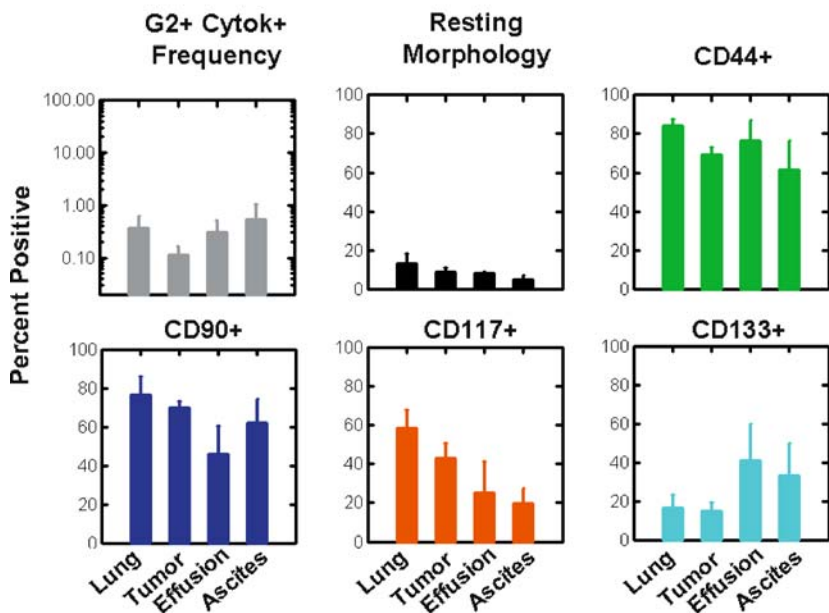 G2+ Cytok+
Frequency
Resting
Morphology
CD44+
Percent Positive
100.00
10.00
1.00
0.10
100
80
60
40
20
0
100
80
60
40
20
0
CD90+
CD117+
CD133+
100
80
60
40
20
0
100
80
60
40
20
0
100
80
60
40
20
0
Lung
Tumor
Effusion
Ascites
Lung
Tumor
Effusion
Ascites
Lung
Tumor
Effusion
Ascites